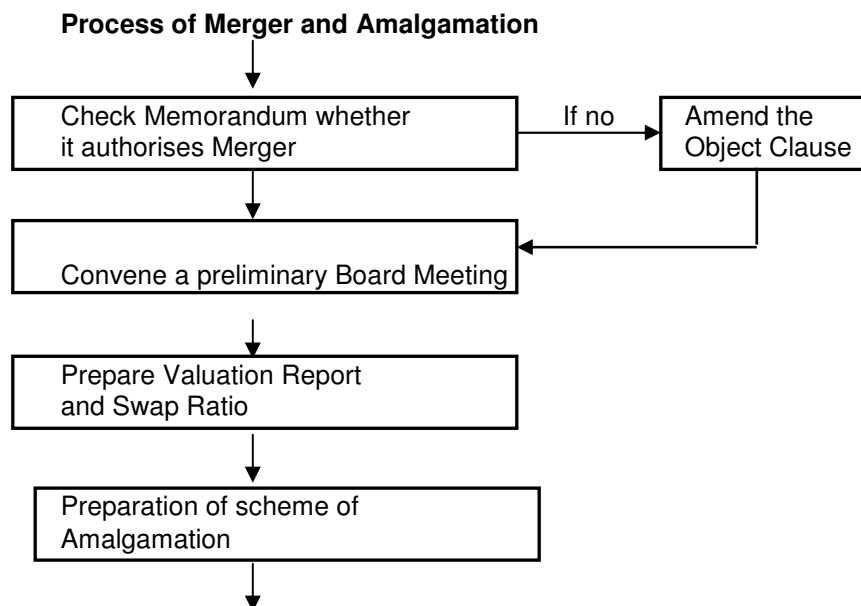 Process of Merger and Amalgamation
Check Memorandum whether
it authorises Merger
If no
Amend the
Object Clause
Convene a preliminary Board Meeting
Prepare Valuation Report
and Swap Ratio
Preparation of scheme of
Amalgamation